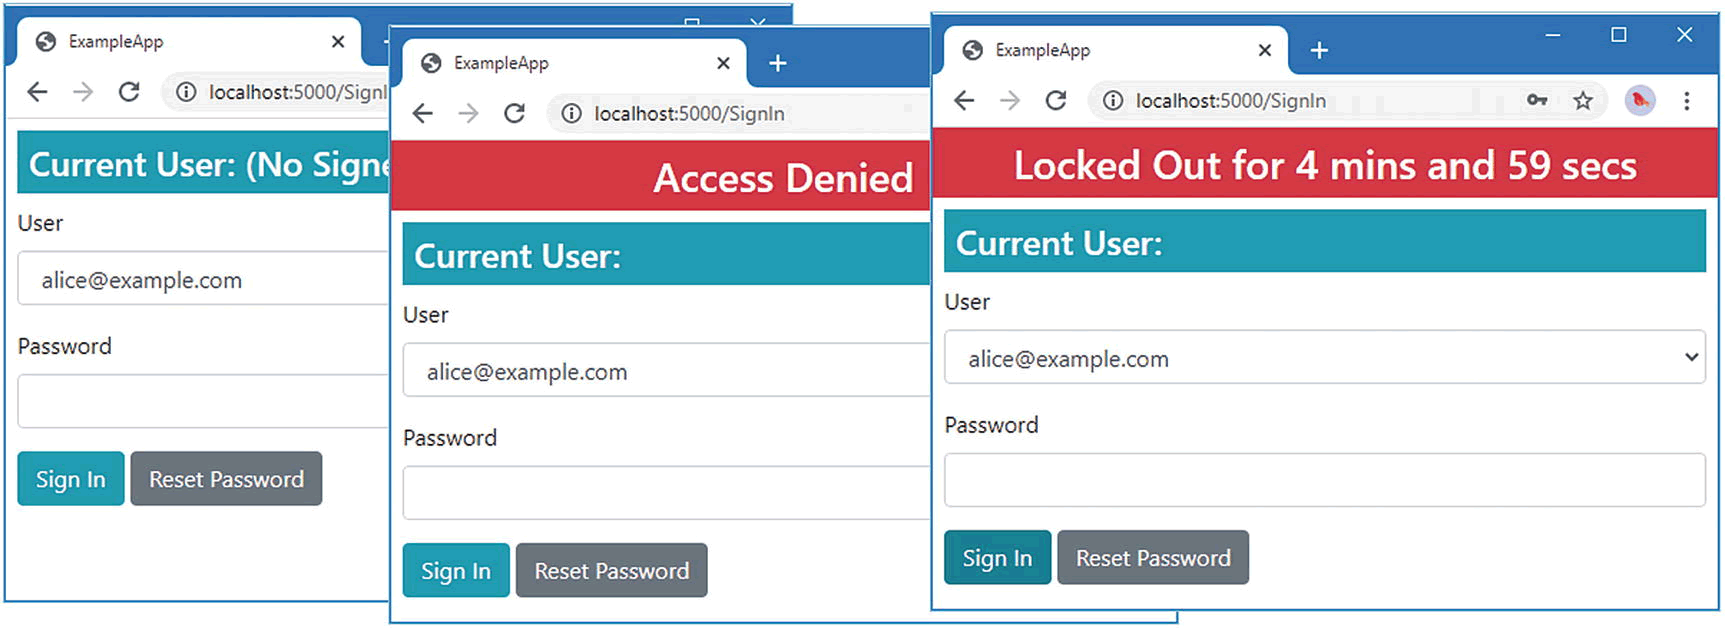 ExampleApp
localhost:5000/SignI
Current User: (No Signe
User
alice@example.com
Password
Sign In Reset Password
ExampleApp
localhost:5000/SignIn
Access Denied
Current User:
User
alice@example.com
Password
Sign In Reset Password
ExampleApp
localhost:5000/SignIn
Locked Out for 4 mins and 59 secs
Current User:
User
alice@example.com
Password
Sign In Reset Password